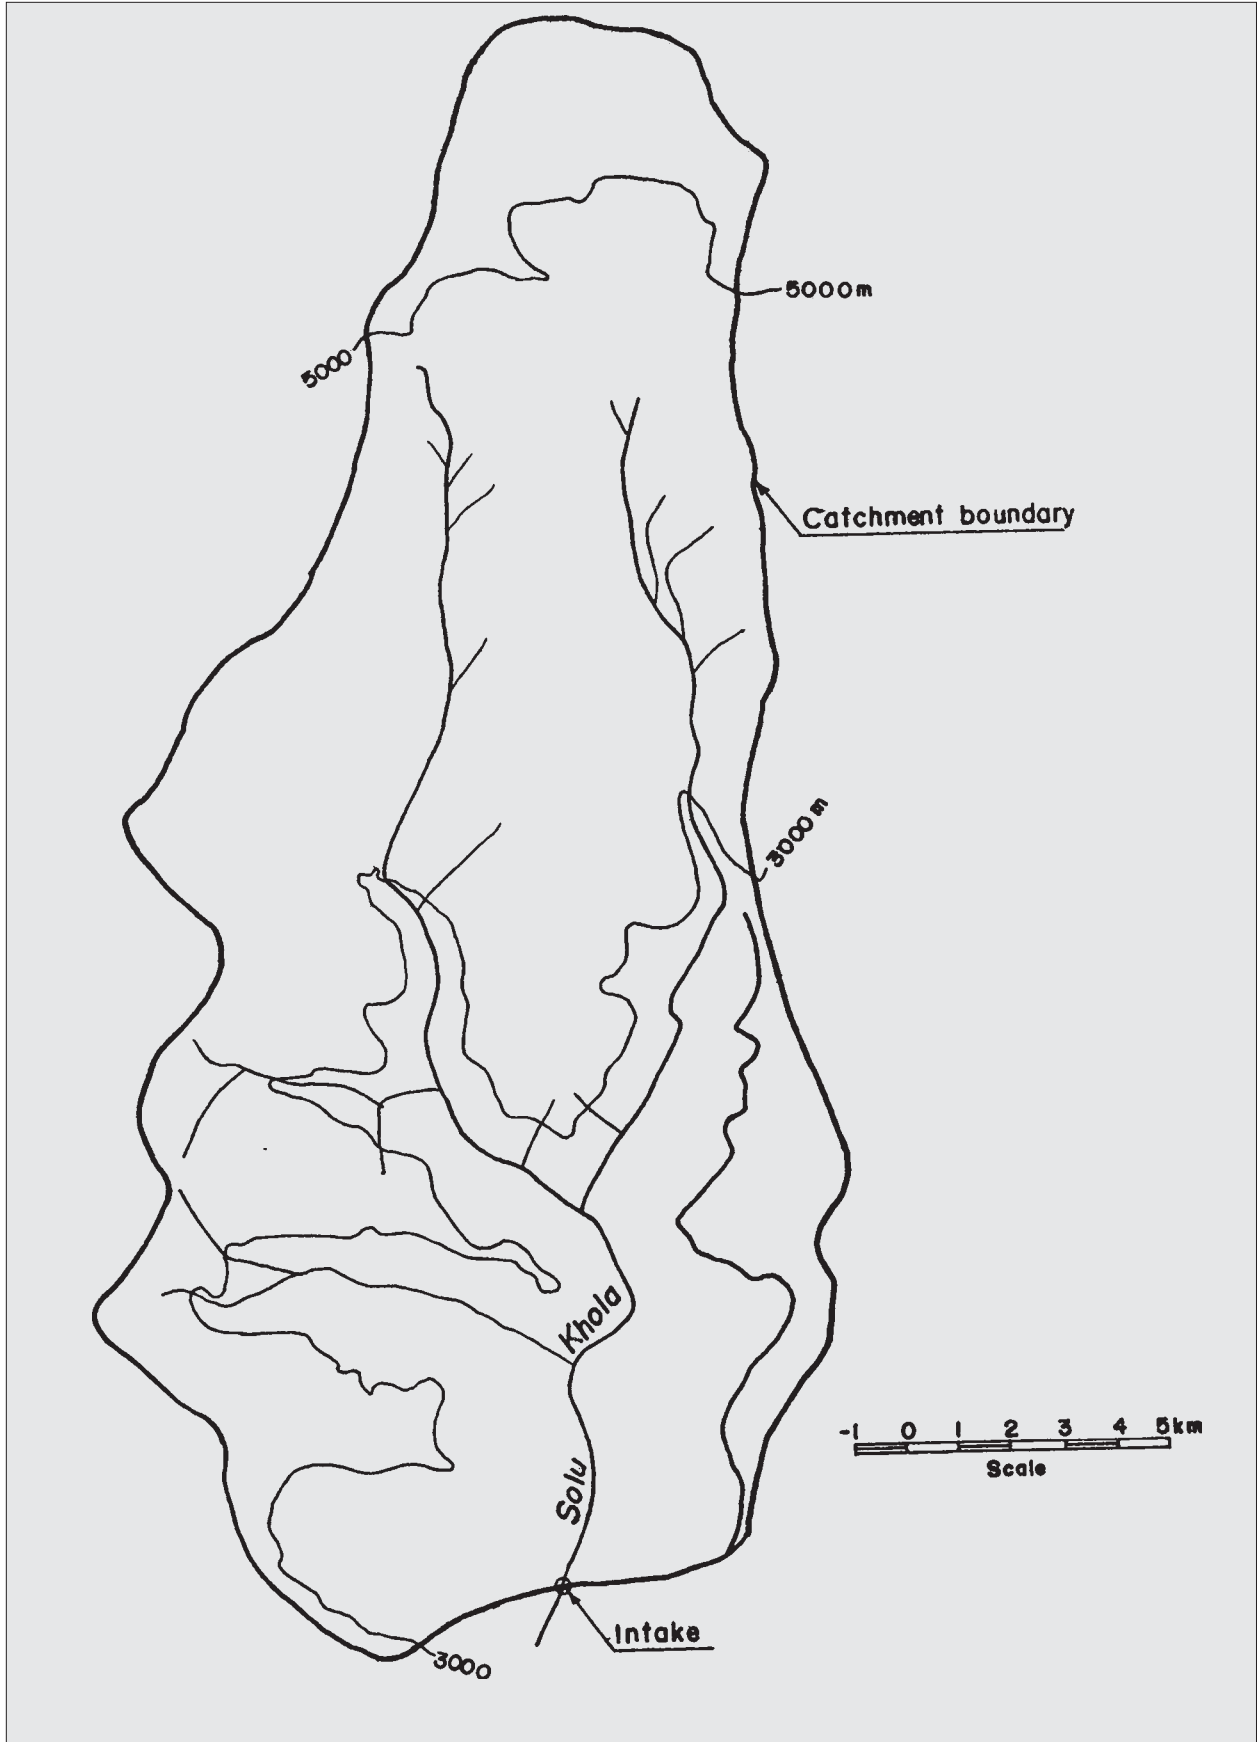 5000m
5000
Catchment boundary
3000m
Khola
-1 0 1 2 3 4 5km
Scale
Solu
Intake
3000